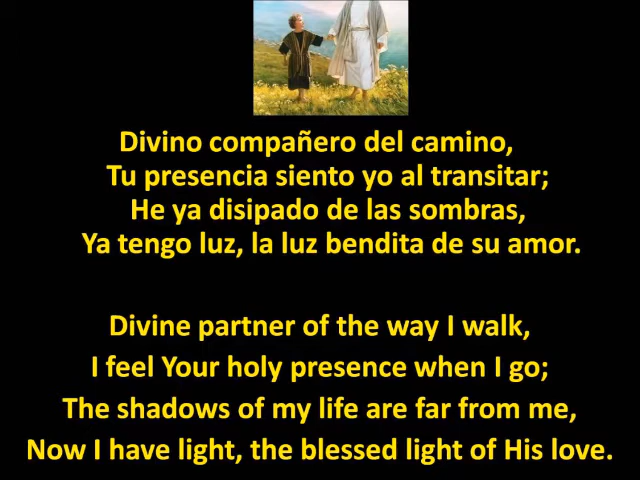 Divino compañero del camino,
Tu presencia siento yo al transitar;
He ya disipado de las sombras,
Ya tengo luz, la luz bendita de su amor.
Divine partner of the way I walk,
I feel Your holy presence when I go;
The shadows of my life are far from me,
Now I have light, the blessed light of His love.